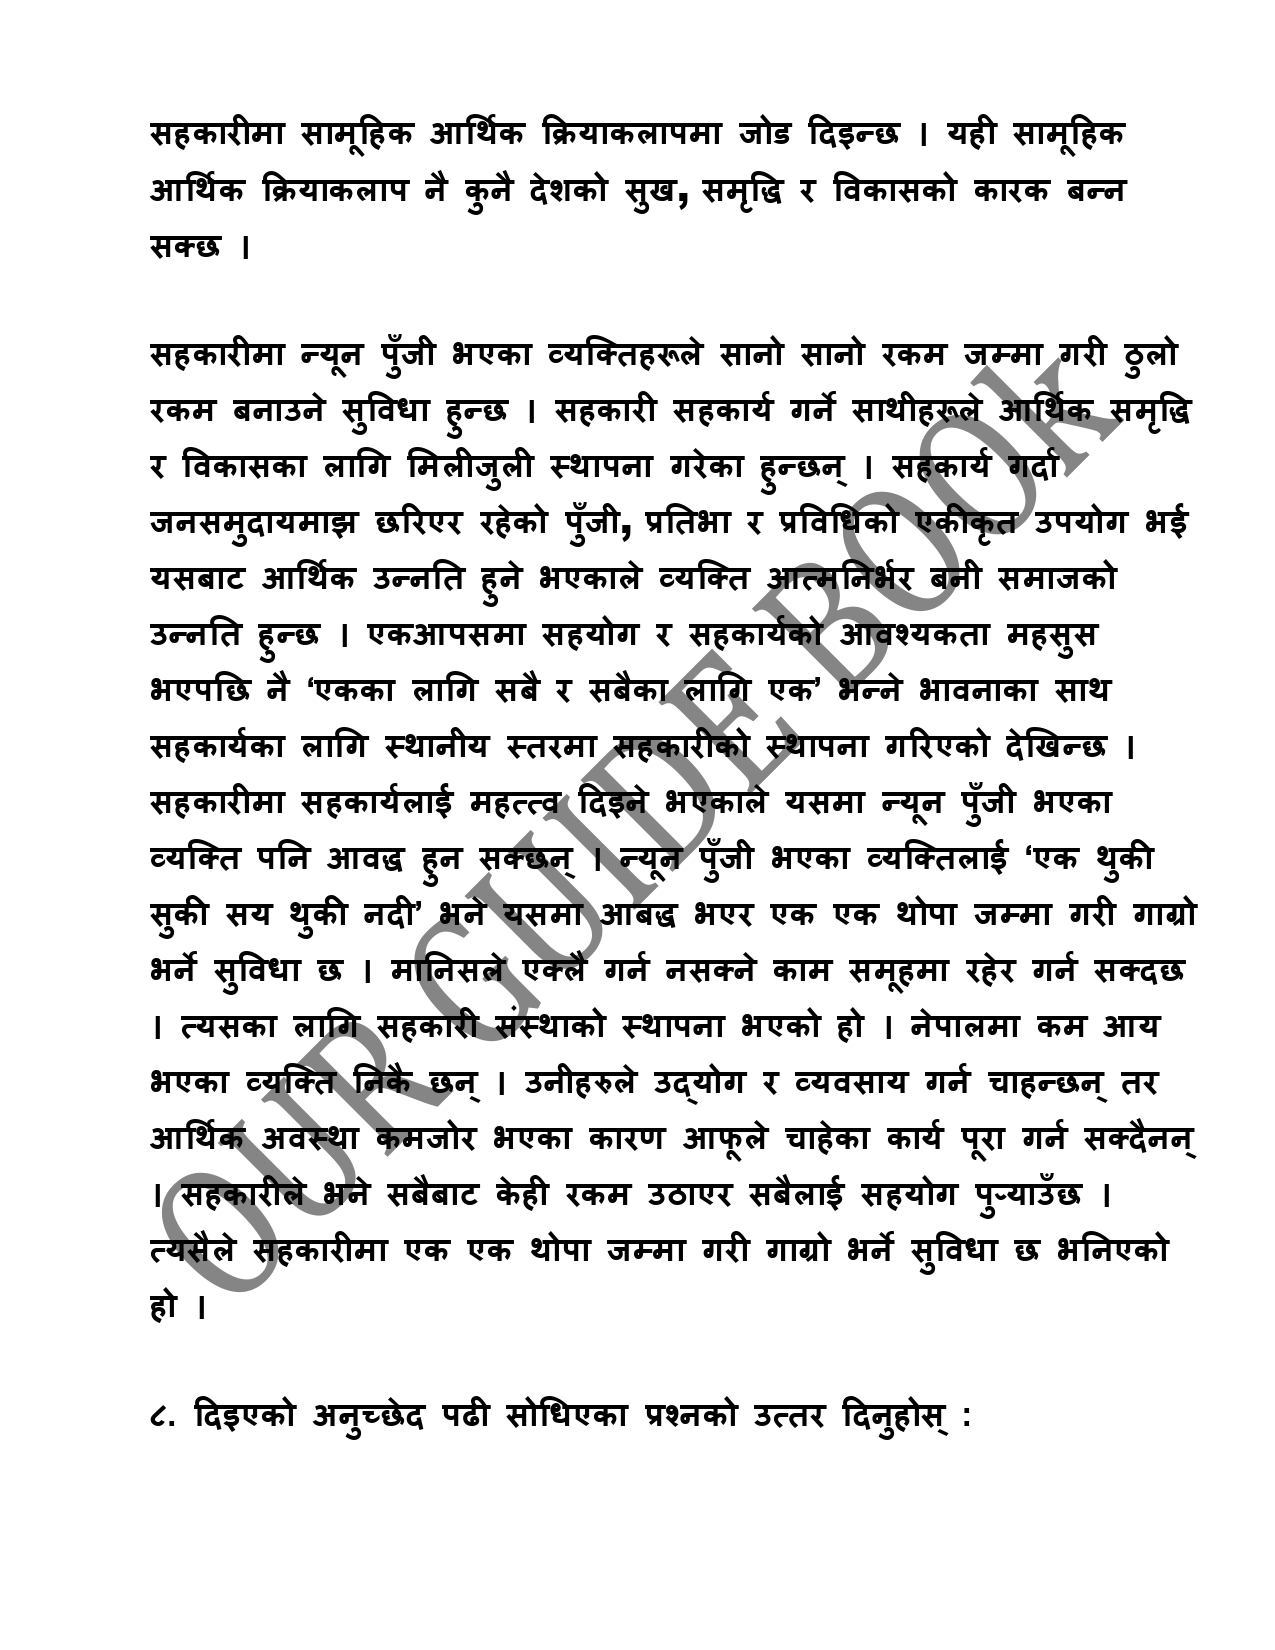 सहकारीमा सामूहिक आर्थिक क्रियाकलापमा जोड दिइन्छ । यही सामूहिक
आर्थिक क्रियाकलाप नै कुनै देशको सुख, समृद्धि र विकासको कारक बन्न
सक्छ ।
सहकारीमा न्यून पुँजी भएका व्यक्तिहरूले सानो सानो रकम जम्मा गरी ठुलो
रकम बनाउने सुविधा हुन्छ । सहकारी सहकार्य गर्ने साथीहरूले आर्थिक समृद्धि
र विकासका लागि मिलीजुली स्थापना गरेका हुन्छन् । सहकार्य गर्दा
जनसमुदायमाझ छरिएर रहेको पुँजी, प्रतिभा र प्रविधिको एकीकृत उपयोग भई
यसबाट आर्थिक उन्नति हुने भएकाले व्यक्ति आत्मनिर्भर बनी समाजको
उन्नति हुन्छ । एकआपसमा सहयोग र सहकार्यको आवश्यकता महसुस
भएपछि नै ‘एकका लागि सबै र सबैका लागि एक’ भन्ने भावनाका साथ
सहकार्यका लागि स्थानीय स्तरमा सहकारीको स्थापना गरिएको देखिन्छ ।
सहकारीमा सहकार्यलाई महत्त्व दिइने भएकाले यसमा न्यून पुँजी भएका
व्यक्ति पनि आवद्ध हुन सक्छन् । न्यून पुँजी भएका व्यक्तिलाई ‘एक थुकी
सुकी सय थुकी नदी’ भने यसमा आबद्ध भएर एक एक थोपा जम्मा गरी गाग्रो
भर्ने सुविधा छ । मानिसले एक्लै गर्न नसक्ने काम समूहमा रहेर गर्न सक्दछ
। त्यसका लागि सहकारी संस्थाको स्थापना भएको हो । नेपालमा कम आय
भएका व्यक्ति निकै छन् । उनीहरुले उद्‌योग र व्यवसाय गर्न चाहन्छन् तर
आर्थिक अवस्था कमजोर भएका कारण आफूले चाहेका कार्य पूरा गर्न सक्दैनन्
। सहकारीले भने सबैबाट केही रकम उठाएर सबैलाई सहयोग पुर्‍याउँछ ।
त्यसैले सहकारीमा एक एक थोपा जम्मा गरी गाग्रो भर्ने सुविधा छ भनिएको
हो ।
८. दिइएको अनुच्छेद पढी सोधिएका प्रश्नको उत्तर दिनुहोस् :
OUR GUIDE BOOk